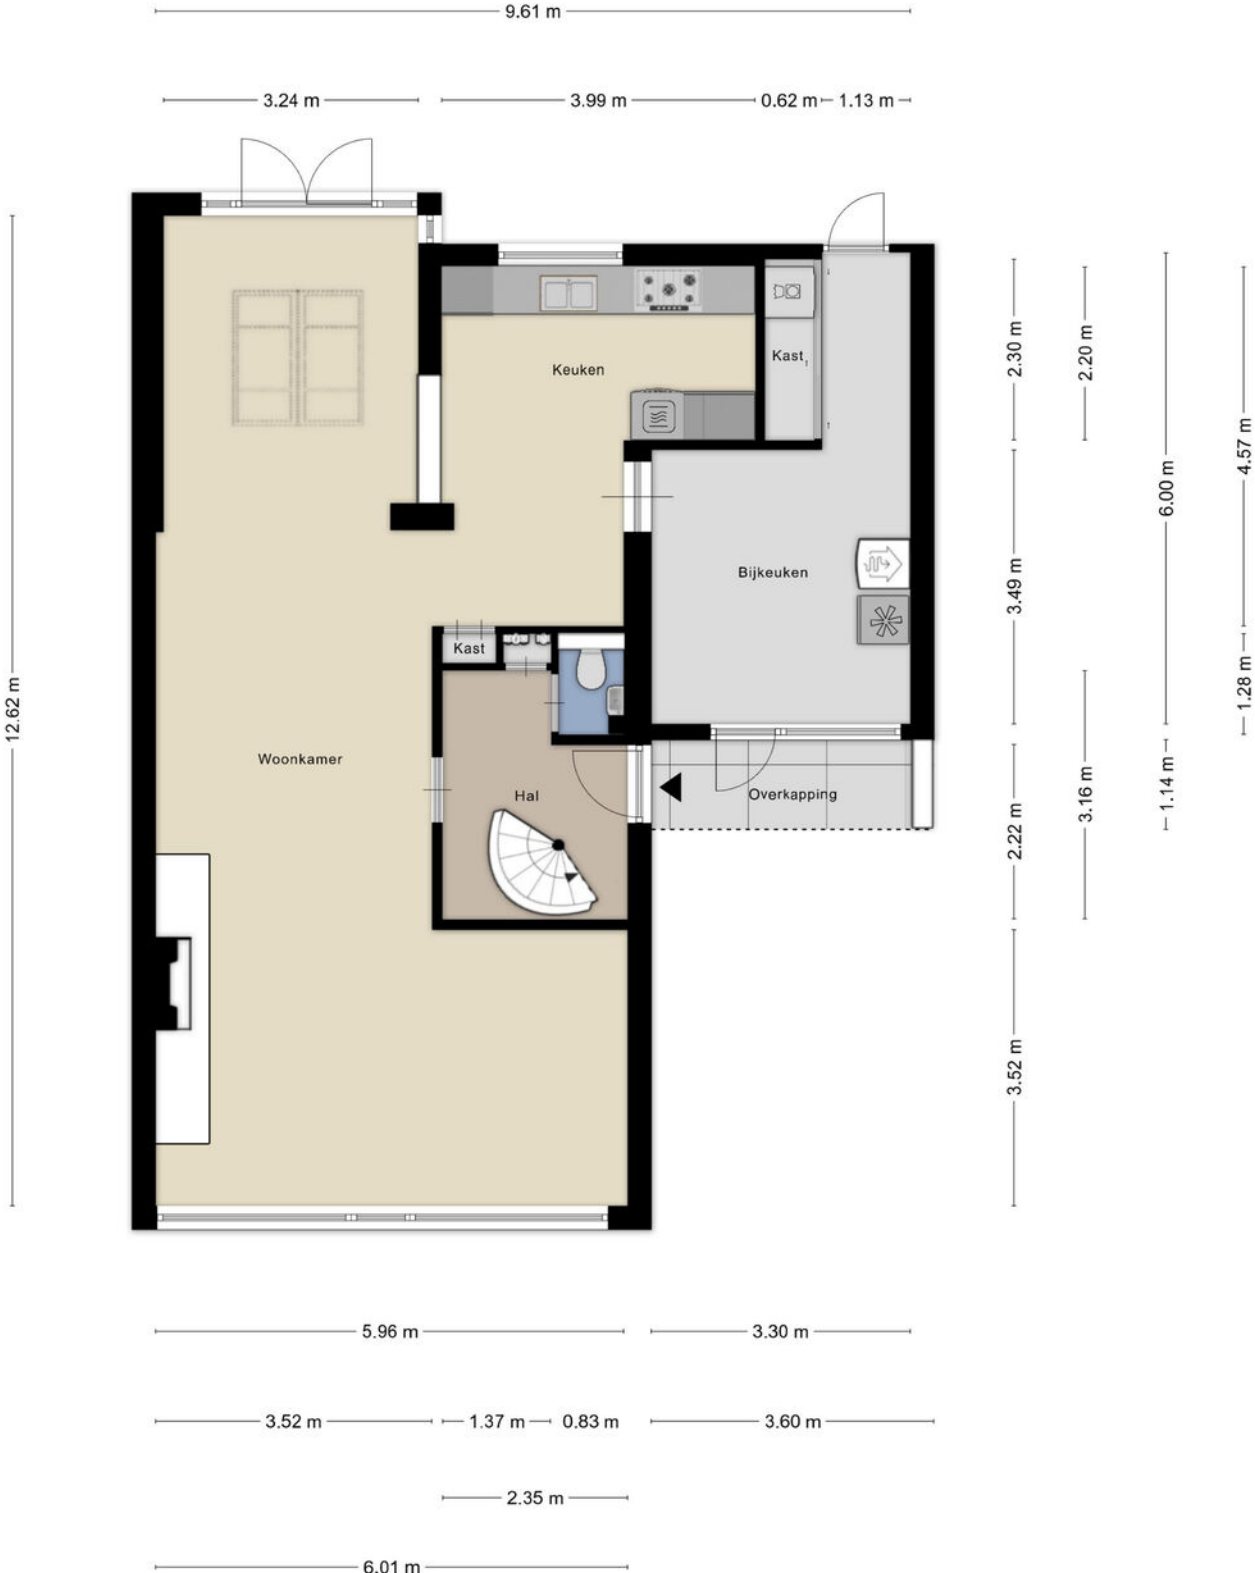 9.61 m
3.24 m
3.99 m
0.62 m
1.13 m
Keuken
Kast
2.30 m
2.20 m
6.00 m
4.57 m
Bijkeuken
3.49 m
Kast
1.28 m
12.62 m
Woonkamer
Hal
Overkapping
2.22 m
3.16 m
1.14 m
3.52 m
5.96 m
3.30 m
3.52 m
1.37 m
0.83 m
3.60 m
2.35 m
6.01 m